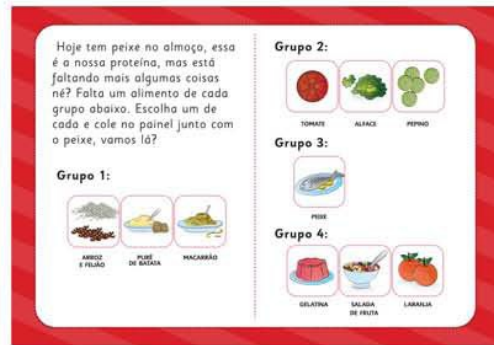 Hoje tem peixe no almoço, essa
é a nossa proteína, mas está
faltando mais algumas coisas
né? Falta um alimento de cada
grupo abaixo. Escolha um de
cada e cole no painel junto com
o peixe, vamos lá?
Grupo 1:
ARROZ
E FEIJÃO
PURÊ
DE BATATA
MACARRÃO
Grupo 2:
TOMATE
ALFACE
PEPINO
Grupo 3:
PEIXE
Grupo 4:
GELATINA
SALADA
DE FRUTA
LARANJA